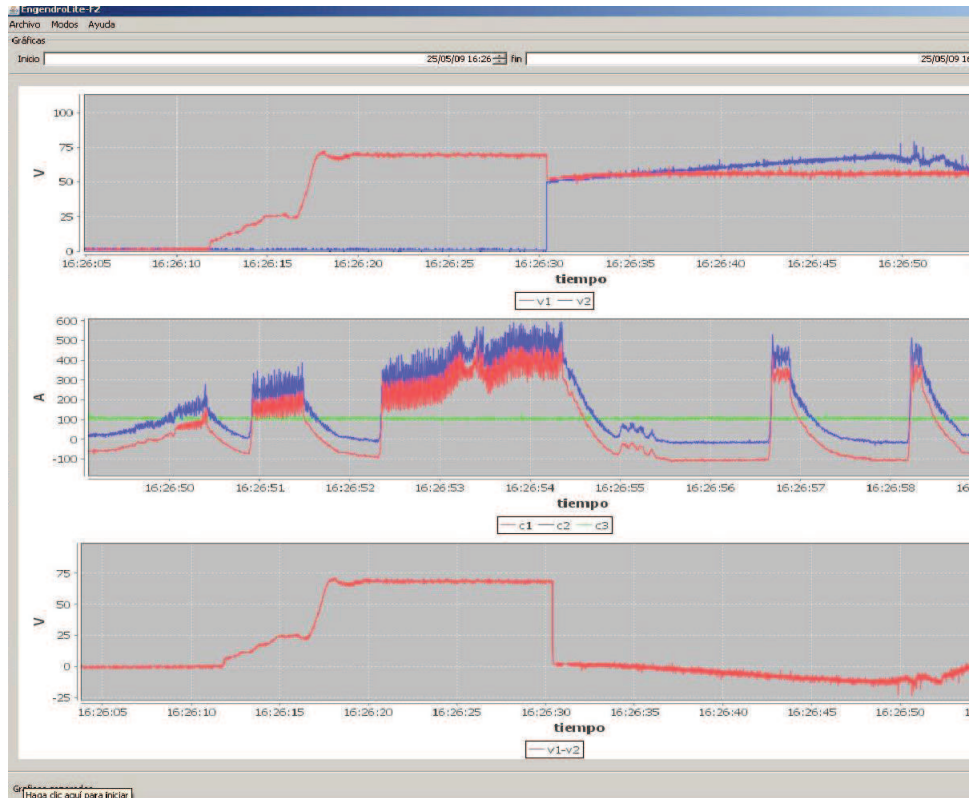 EngendroLite-f2
Archivo Modos Ayuda
Gráficas
Inicio 25/05/09 16:26 fin 25/05/09 16
100
75
50
25
0
V
16:26:05 16:26:10 16:26:15 16:26:20 16:26:25 16:26:30 16:26:35 16:26:40 16:26:45 16:26:50
tiempo
v1 v2
600
500
400
300
200
100
0
-100
A
16:26:50 16:26:51 16:26:52 16:26:53 16:26:54 16:26:55 16:26:56 16:26:57 16:26:58 16
tiempo
c1 c2 c3
75
50
25
0
-25
V
16:26:05 16:26:10 16:26:15 16:26:20 16:26:25 16:26:30 16:26:35 16:26:40 16:26:45 16:26:50
tiempo
v1-v2
Haga clic aquí para iniciar